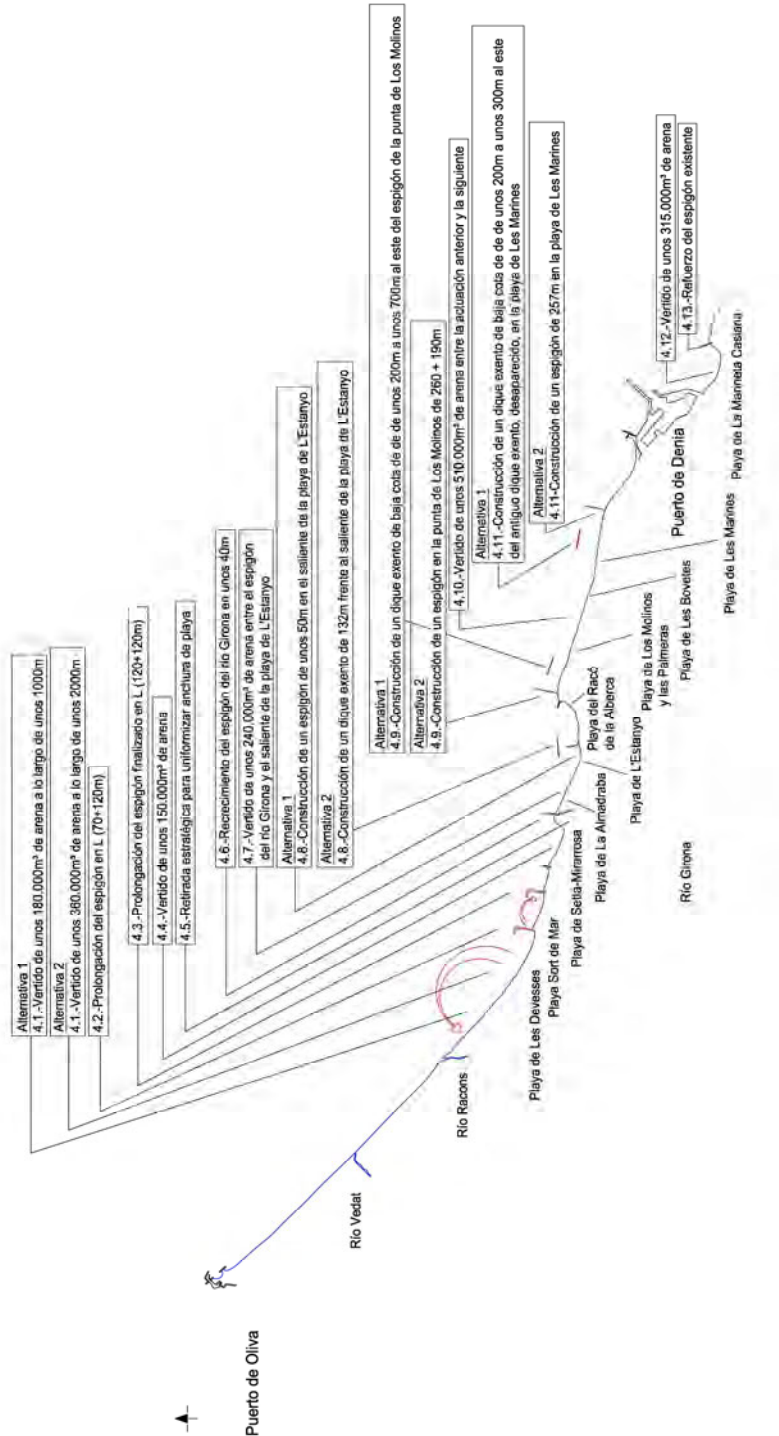 Alternativa 1
4.1.-Vertido de unos 180.000m³ de arena a lo largo de unos 1000m
Alternativa 2
4.1.-Vertido de unos 380.000m³ de arena a lo largo de unos 2000m
4.2.-Prolongación del espigón en L (70+120m)
4.3.-Prolongación del espigón finalizado en L (120+120m)
4.4.-Vertido de unos 150.000m³ de arena
4.5.-Retirada estratégica para uniformizar anchura de playa
4.6.-Recrecimiento del espigón del río Girona en unos 40m
4.7.-Vertido de unos 240.000m³ de arena entre el espigón
del río Girona y el saliente de la playa de L'Estanyo
Alternativa 1
4.8.-Construcción de un espigón de unos 50m en el saliente de la playa de L'Estanyo
Alternativa 2
4.8.-Construcción de un dique exento de 132m frente al saliente de la playa de L'Estanyo
Alternativa 1
4.9.-Construcción de un dique exento de baja cota de de de unos 200m a unos 700m al este del espigón de la punta de Los Molinos
Alternativa 2
4.9.-Construcción de un espigón en la punta de Los Molinos de 260 + 190m
4.10.-Vertido de unos 510.000m³ de arena entre la actuación anterior y la siguiente
Alternativa 1
4.11.-Construcción de un dique exento de baja cota de de de unos 200m a unos 300m al este
del antiguo dique exento, desaparecido, en la playa de Les Marines
Alternativa 2
4.11-Construcción de un espigón de 257m en la playa de Les Marines
4.12.-Vertido de unos 315.000m³ de arena
4.13.-Refuerzo del espigón existente
Puerto de Oliva
Río Vedat
Río Racons
Playa de Les Devesses
Playa Sort de Mar
Playa de Setla-Mirarrosa
Playa de La Almadraba
Río Girona
Playa de L'Estanyo
Playa del Racó
de la Alberca
Playa de Los Molinos
y las Palmeras
Playa de Les Bovetes
Playa de Les Marines
Puerto de Denia
Playa de La Marineta Casiana